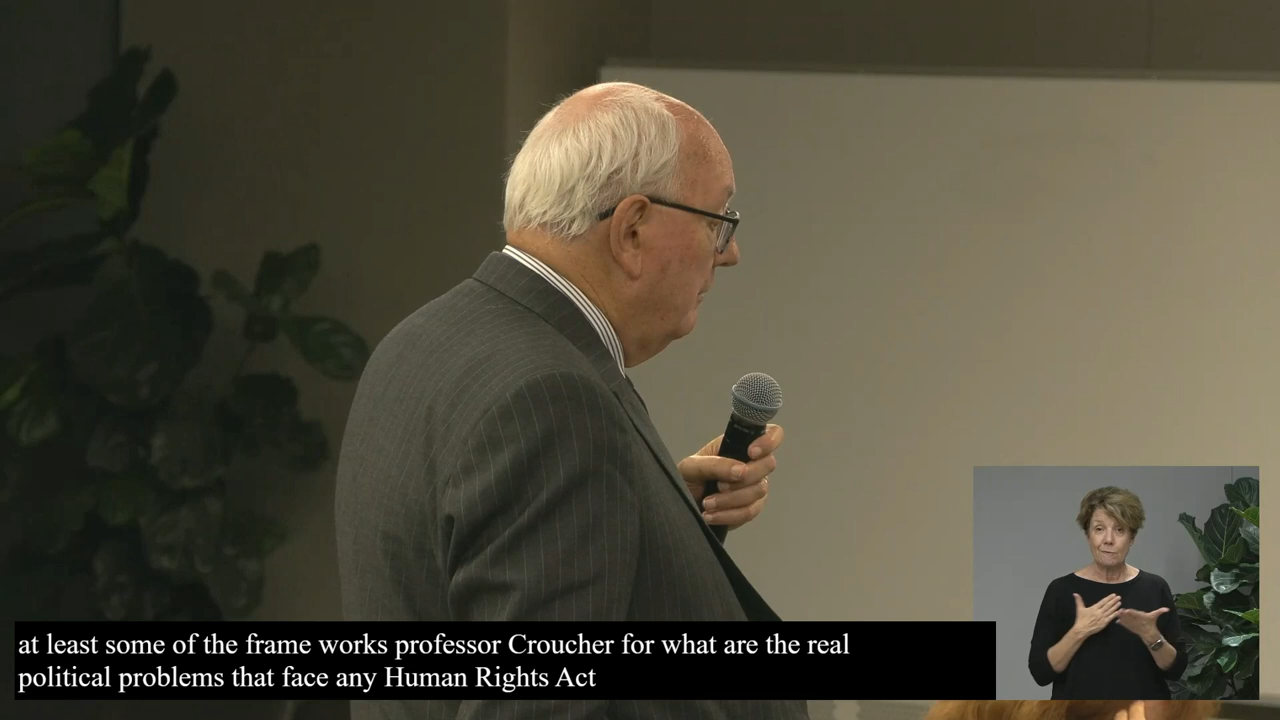 at least some of the frame works professor Croucher for what are the real
political problems that face any Human Rights Act